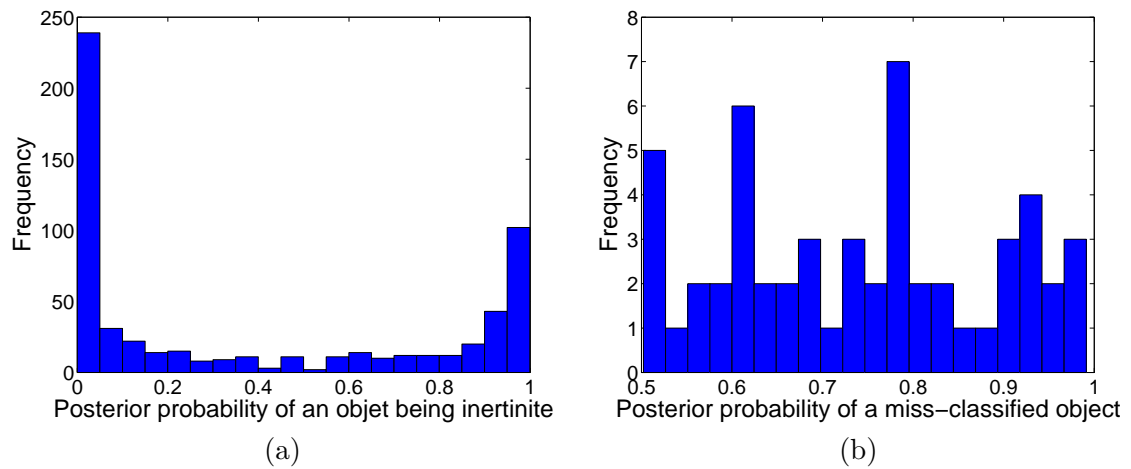 250
200
150
100
50
0
Frequency
0 0.2 0.4 0.6 0.8 1
Posterior probability of an objet being inertinite
(a)
8
7
6
5
4
3
2
1
0
Frequency
0.5 0.6 0.7 0.8 0.9 1
Posterior probability of a miss−classified object
(b)